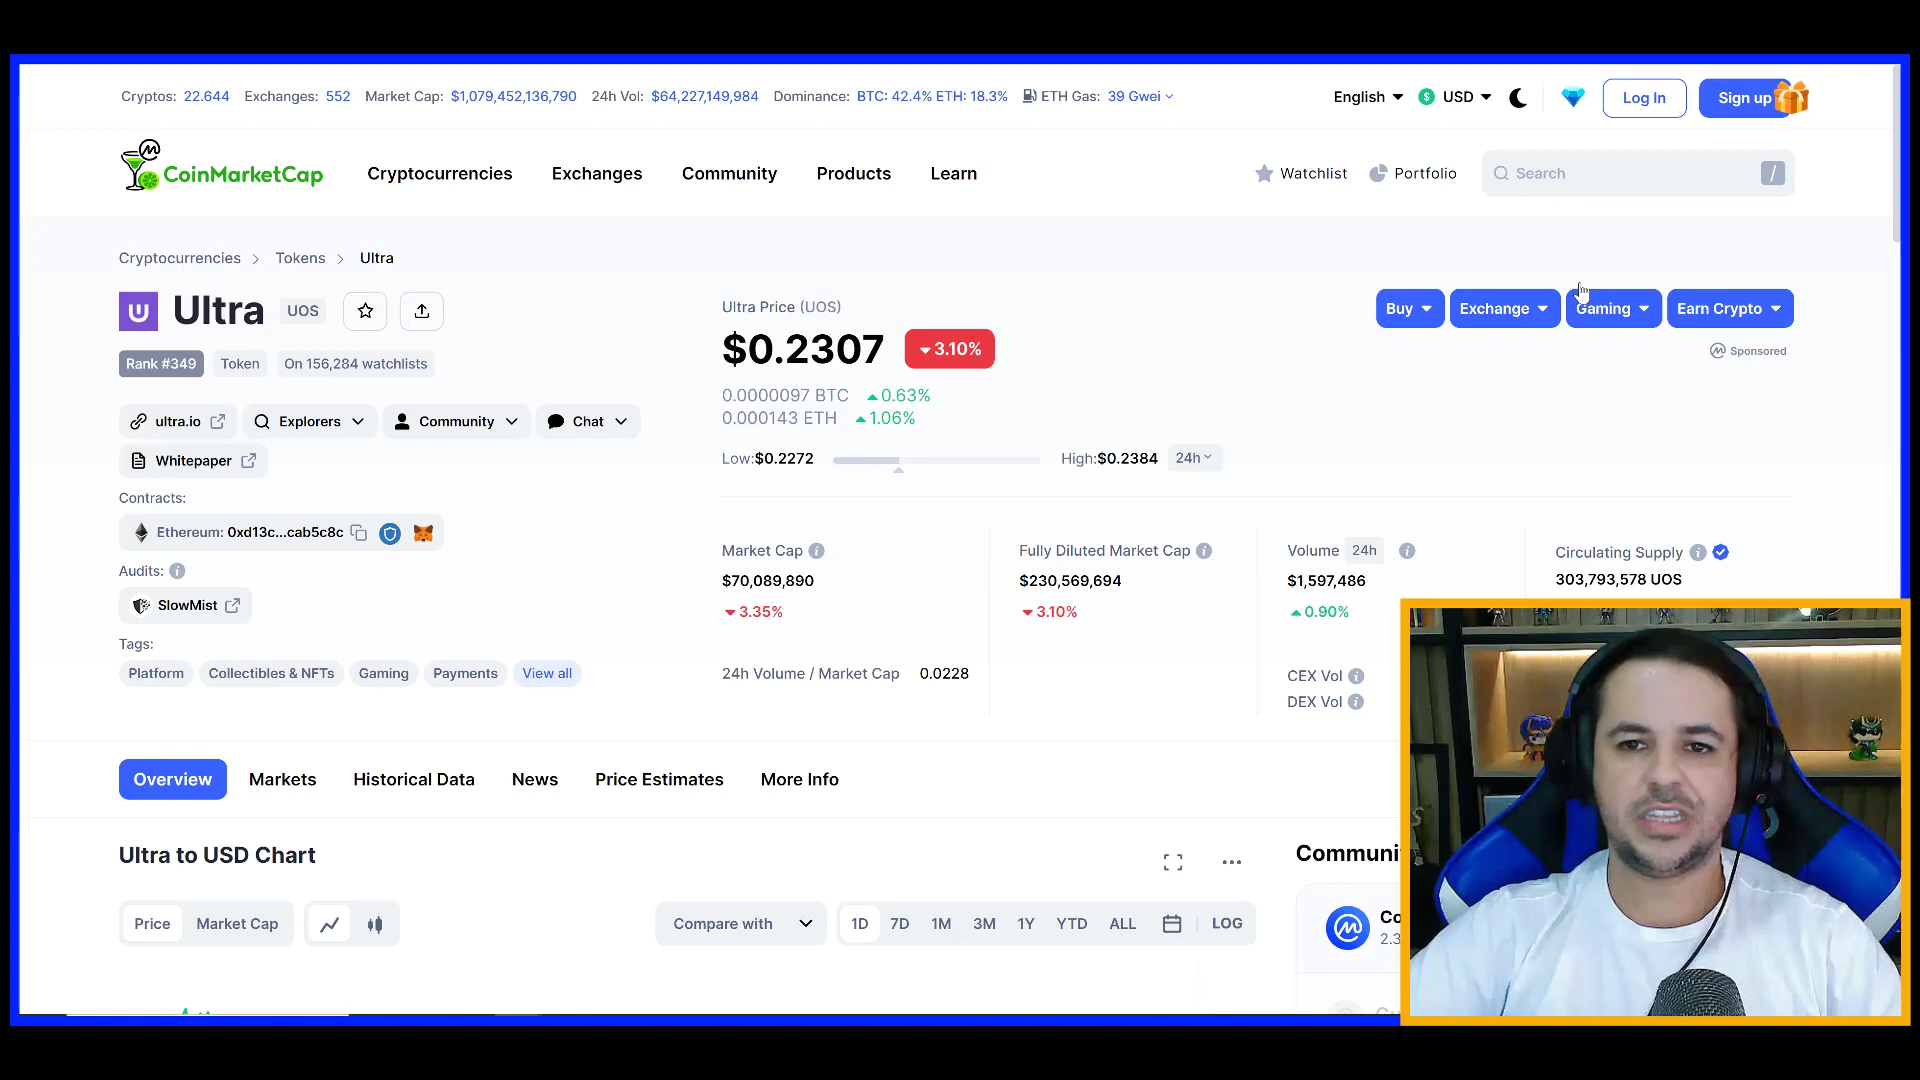 Cryptos: 22.644 Exchanges: 552 Market Cap: $1,079,452,136,790 24h Vol: $64,227,149,984 Dominance: BTC: 42.4% ETH: 18.3% ETH Gas: 39 Gwei English USD Log In Sign up
CoinMarketCap Cryptocurrencies Exchanges Community Products Learn Watchlist Portfolio Search /
Cryptocurrencies > Tokens > Ultra
Ultra UOS
Rank #349 Token On 156,284 watchlists
ultra.io Explorers Community Chat
Whitepaper
Contracts:
Ethereum: 0xd13c...cab5c8c
Audits:
SlowMist
Tags:
Platform Collectibles & NFTs Gaming Payments View all
Ultra Price (UOS)
$0.2307 3.10%
0.0000097 BTC 0.63%
0.000143 ETH 1.06%
Low:$0.2272 High:$0.2384 24h
Buy Exchange Gaming Earn Crypto
Sponsored
Market Cap
$70,089,890
3.35%
24h Volume / Market Cap 0.0228
Fully Diluted Market Cap
$230,569,694
3.10%
Volume 24h
$1,597,486
0.90%
CEX Vol
DEX Vol
Circulating Supply
303,793,578 UOS
Overview Markets Historical Data News Price Estimates More Info
Ultra to USD Chart
Price Market Cap Compare with 1D 7D 1M 3M 1Y YTD ALL LOG
Communi
Co
2.3